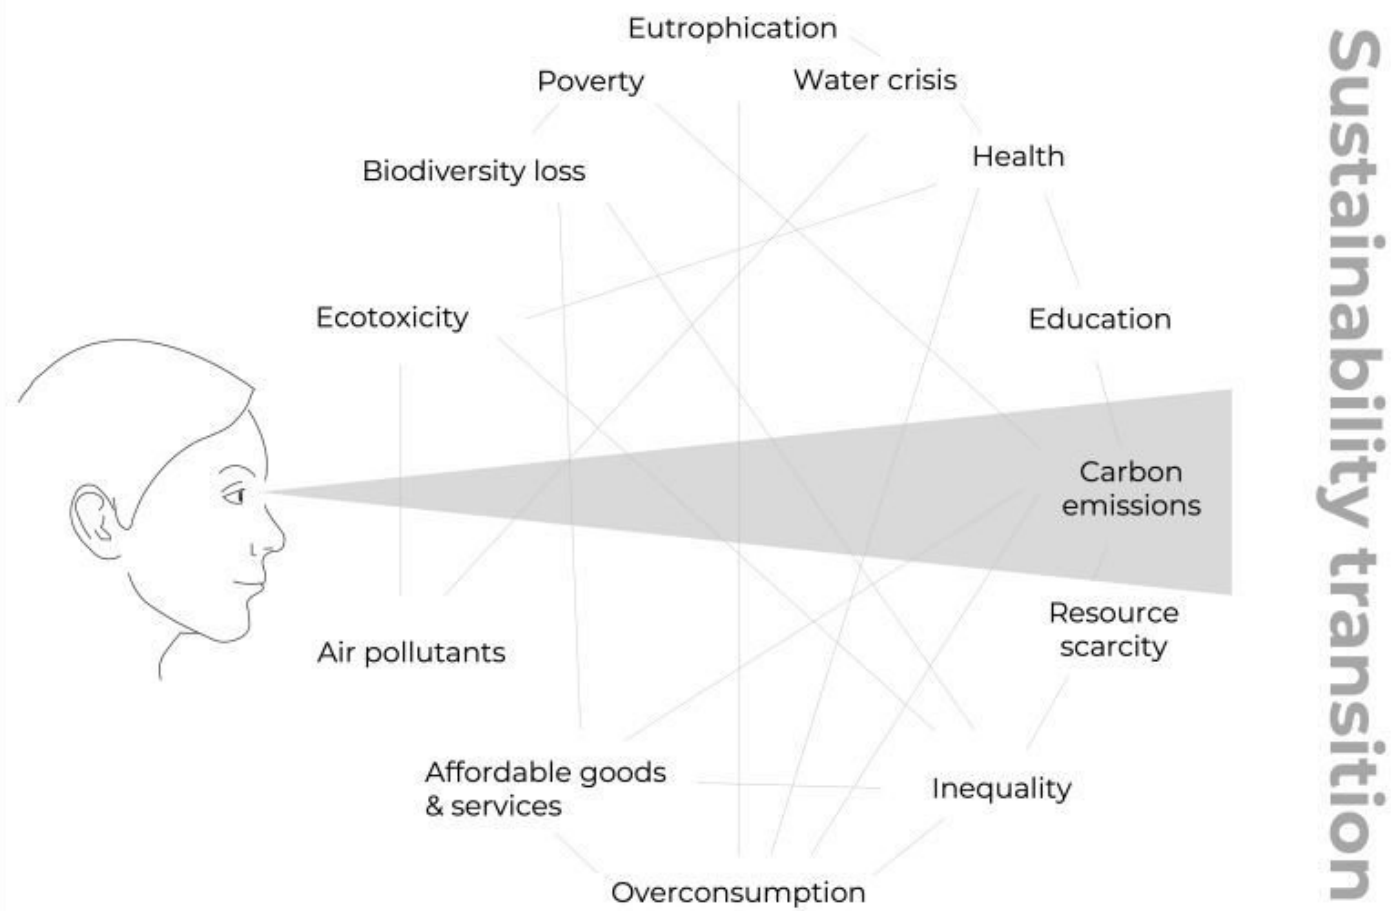 Eutrophication
Poverty
Water crisis
Health
Biodiversity loss
Ecotoxicity
Education
Carbon
emissions
Resource
scarcity
Air pollutants
Affordable goods
& services
Inequality
Overconsumption
Sustainability transition